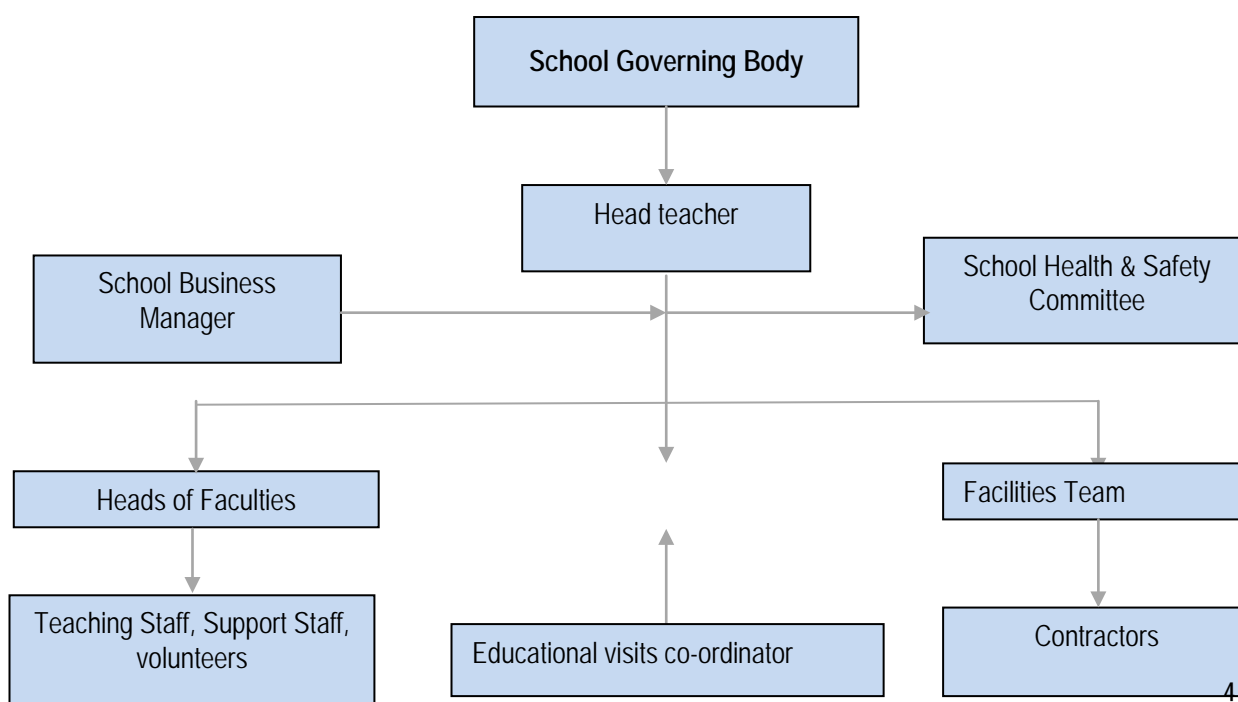 School Governing Body
Head teacher
School Business
Manager
School Health & Safety
Committee
Heads of Faculties
Facilities Team
Teaching Staff, Support Staff,
volunteers
Educational visits co-ordinator
Contractors
4